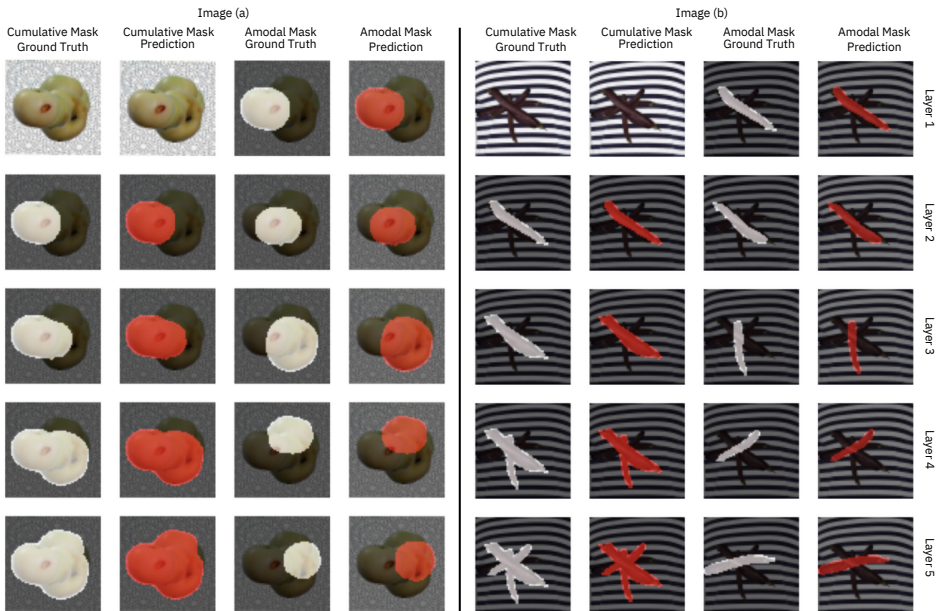 Image (a)
Image (b)
Cumulative Mask
Ground Truth
Cumulative Mask
Prediction
Amodal Mask
Ground Truth
Amodal Mask
Prediction
Cumulative Mask
Ground Truth
Cumulative Mask
Prediction
Amodal Mask
Ground Truth
Amodal Mask
Prediction
Layer 1
Layer 2
Layer 3
Layer 4
Layer 5